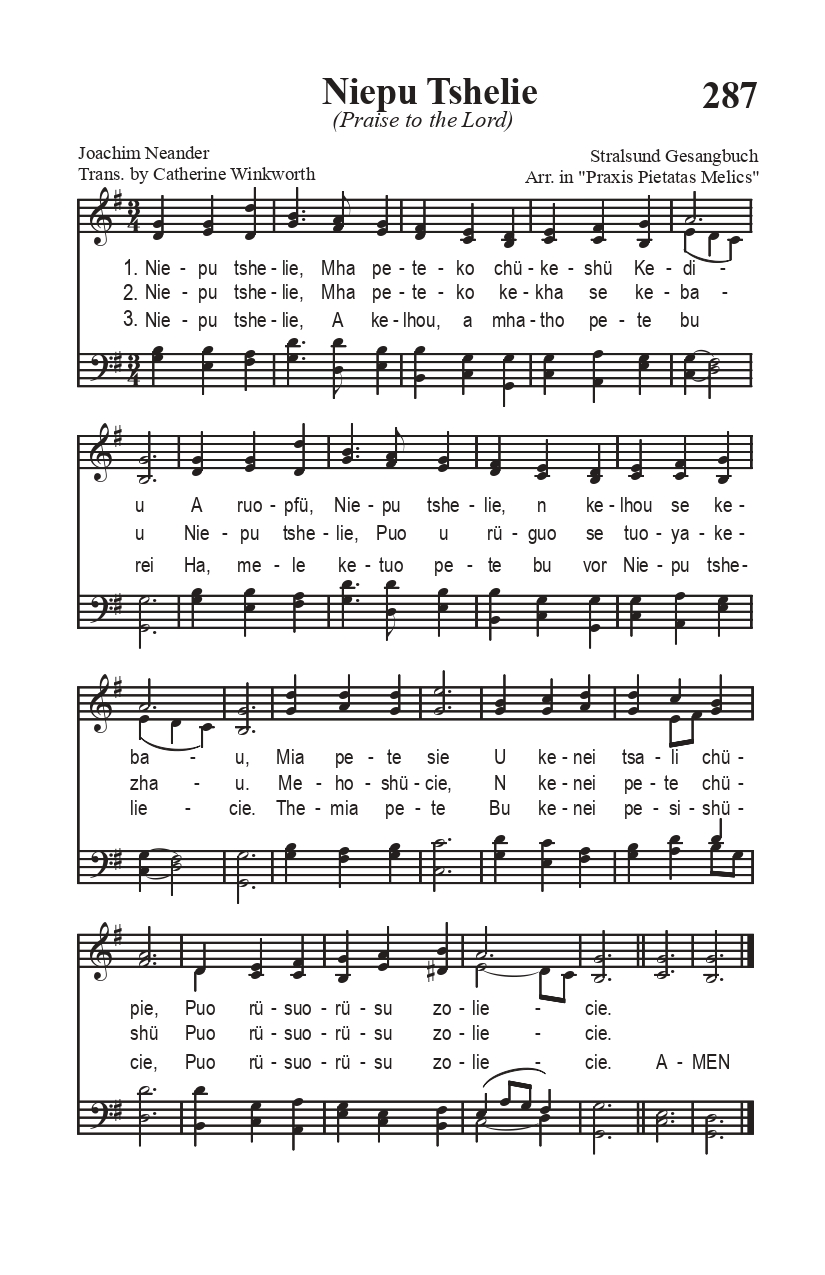 Niepu Tshelie
287
(Praise to the Lord)
Joachim Neander
Stralsund Gesangbuch
Trans. by Catherine Winkworth
Arr. in "Praxis Pietatas Melics"
1. Nie - pu tshe - lie, Mha pe - te - ko chü - ke - shü Ke - di -
2. Nie - pu tshe - lie, Mha pe - te - ko ke - kha se ke - ba -
3. Nie - pu tshe - lie, A ke - lhou, a mha - tho pe - te bu
u A ruo - pfü, Nie - pu tshe - lie, n ke - lhou se ke -
u Nie - pu tshe - lie, Puo u rü - guo se tuo - ya - ke -
rei Ha, me - le ke - tuo pe - te bu vor Nie - pu tshe -
ba - u, Mia pe - te sie U ke - nei tsa - li chü -
zha - u. Me - ho - shü - cie, N ke - nei pe - te chü -
lie - cie. The - mia pe - te Bu ke - nei pe - si - shü -
pie, Puo rü - suo - rü - su zo - lie - cie.
shü Puo rü - suo - rü - su zo - lie - cie.
cie, Puo rü - suo - rü - su zo - lie - cie. A - MEN